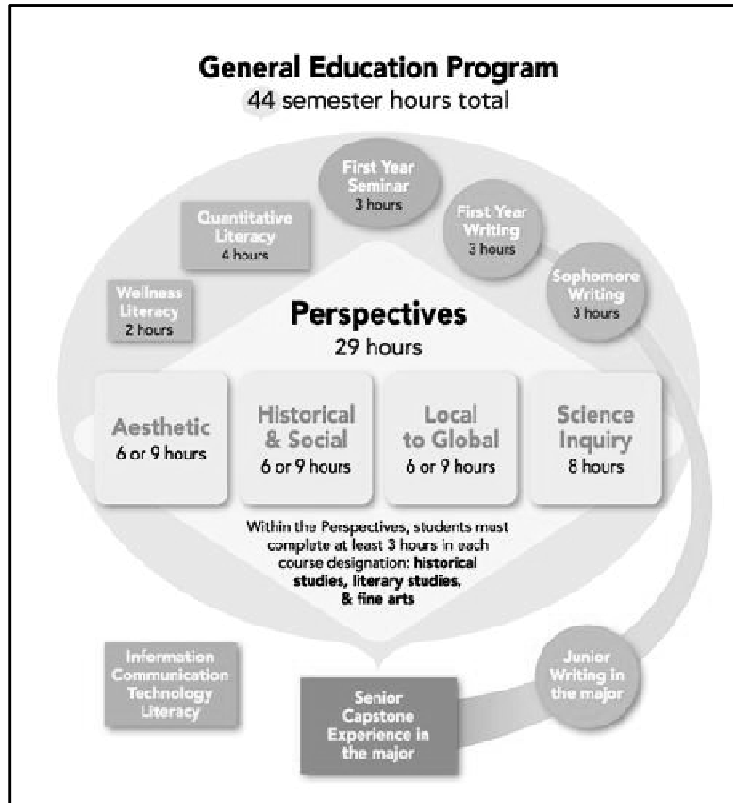 General Education Program
44 semester hours total
First Year
Seminar
3 hours
Quantitative
Literacy
4 hours
First Year
Writing
3 hours
Wellness
Literacy
2 hours
Sophomore
Writing
3 hours
Perspectives
29 hours
Aesthetic
6 or 9 hours
Historical
& Social
6 or 9 hours
Local
to Global
6 or 9 hours
Science
Inquiry
8 hours
Within the Perspectives, students must
complete at least 3 hours in each
course designation: historical
studies, literary studies,
& fine arts
Information
Communication
Technology
Literacy
Junior
Writing in
the major
Senior
Capstone
Experience in
the major